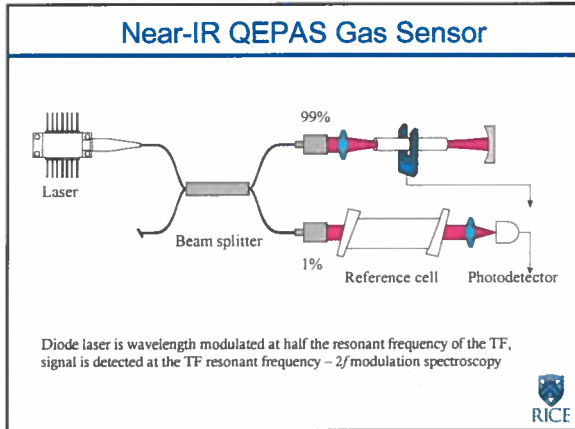 Near-IR QEPAS Gas Sensor
99%
Laser
Beam splitter
1%
Reference cell
Photodetector
Diode laser is wavelength modulated at half the resonant frequency of the TF,
signal is detected at the TF resonant frequency – 2f modulation spectroscopy
RICE